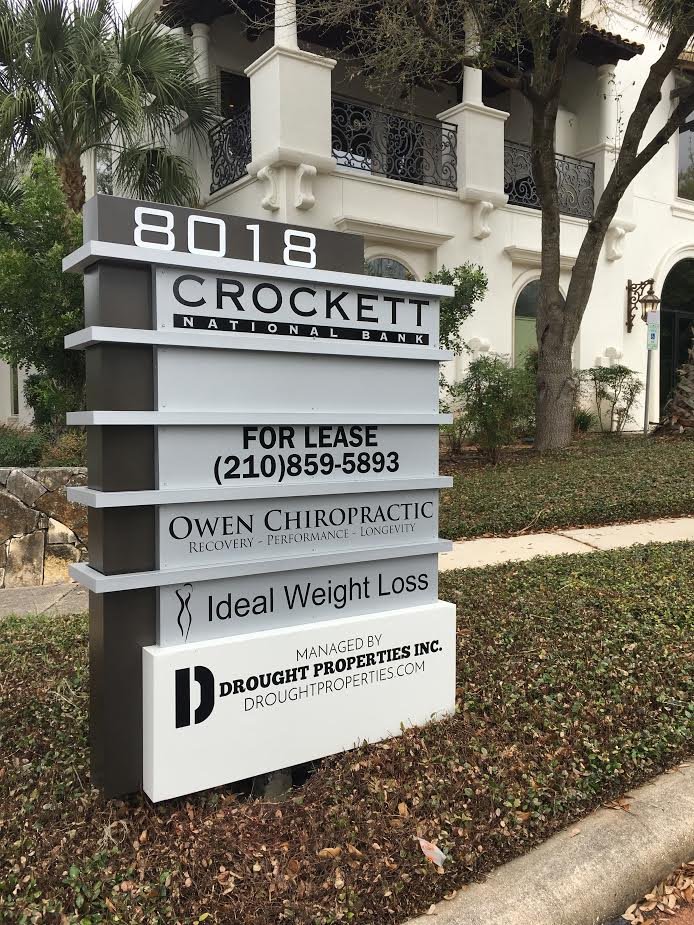 8018
CROCKETT
NATIONAL BANK
FOR LEASE
(210)859-5893
OWEN CHIROPRACTIC
RECOVERY - PERFORMANCE - LONGEVITY
Ideal Weight Loss
MANAGED BY
D DROUGHT PROPERTIES INC.
DROUGHTPROPERTIES.COM